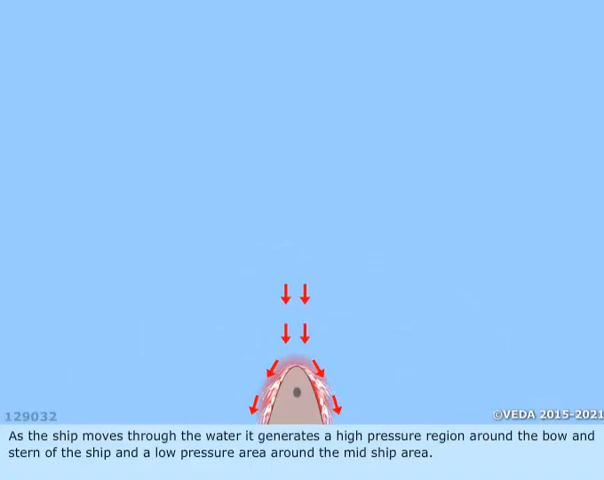 129032
©VEDA 2015-2021
As the ship moves through the water it generates a high pressure region around the bow and
stern of the ship and a low pressure area around the mid ship area.